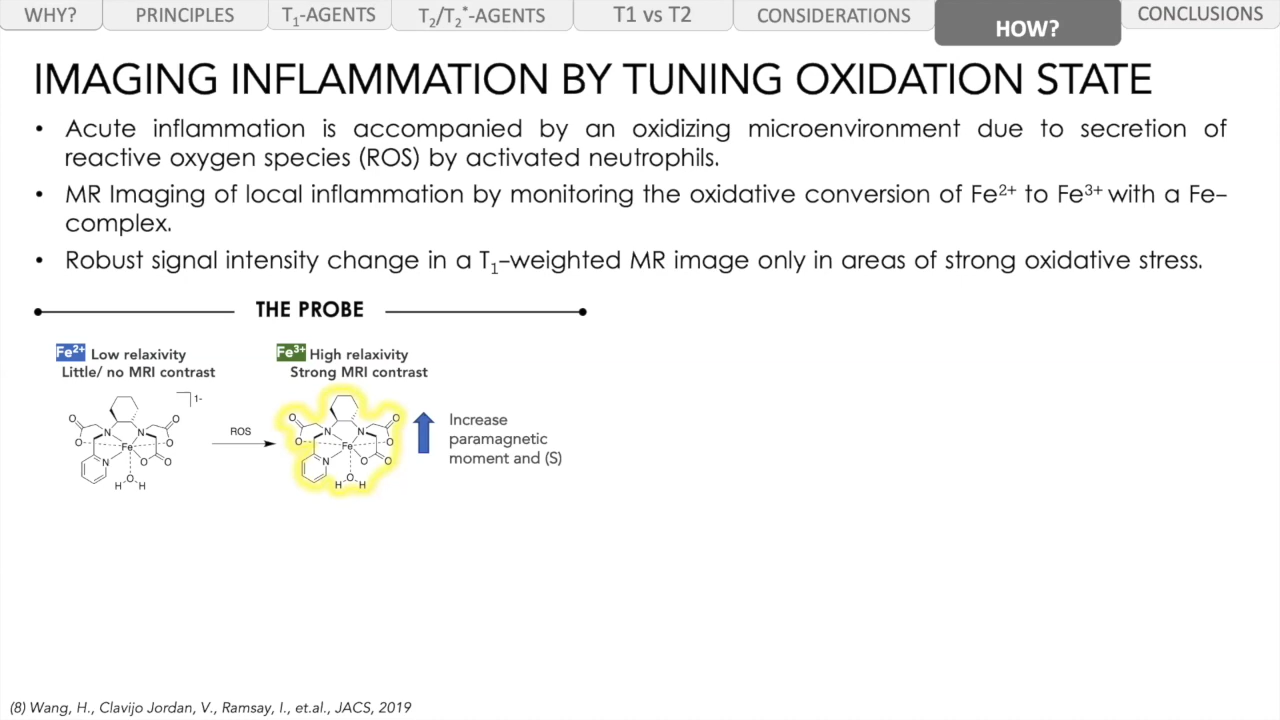 WHY?
PRINCIPLES
T₁-AGENTS
T₂/T₂*-AGENTS
T1 vs T2
CONSIDERATIONS
HOW?
CONCLUSIONS
IMAGING INFLAMMATION BY TUNING OXIDATION STATE
• Acute inflammation is accompanied by an oxidizing microenvironment due to secretion of
reactive oxygen species (ROS) by activated neutrophils.
• MR Imaging of local inflammation by monitoring the oxidative conversion of Fe²⁺ to Fe³⁺ with a Fe–
complex.
• Robust signal intensity change in a T₁–weighted MR image only in areas of strong oxidative stress.
THE PROBE
Fe²⁺ Low relaxivity
Little/ no MRI contrast
Fe³⁺ High relaxivity
Strong MRI contrast
1-
O
O
N
N
O
O
Fe
N
O
O
H
O
H
ROS
O
O
N
N
O
O
Fe
N
O
O
H
O
H
Increase
paramagnetic
moment and (S)
(8) Wang, H., Clavijo Jordan, V., Ramsay, I., et.al., JACS, 2019